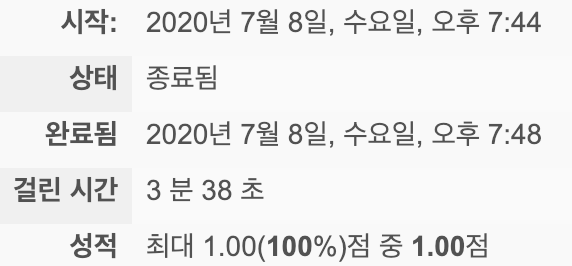 시작: 2020년 7월 8일, 수요일, 오후 7:44
상태 종료됨
완료됨 2020년 7월 8일, 수요일, 오후 7:48
걸린 시간 3 분 38 초
성적 최대 1.00(100%)점 중 1.00점